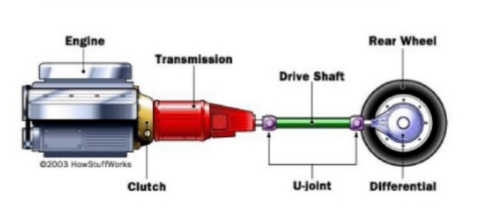 Engine
Transmission
Drive Shaft
Rear Wheel
©2003 HowStuffWorks
Clutch
U-joint
Differential